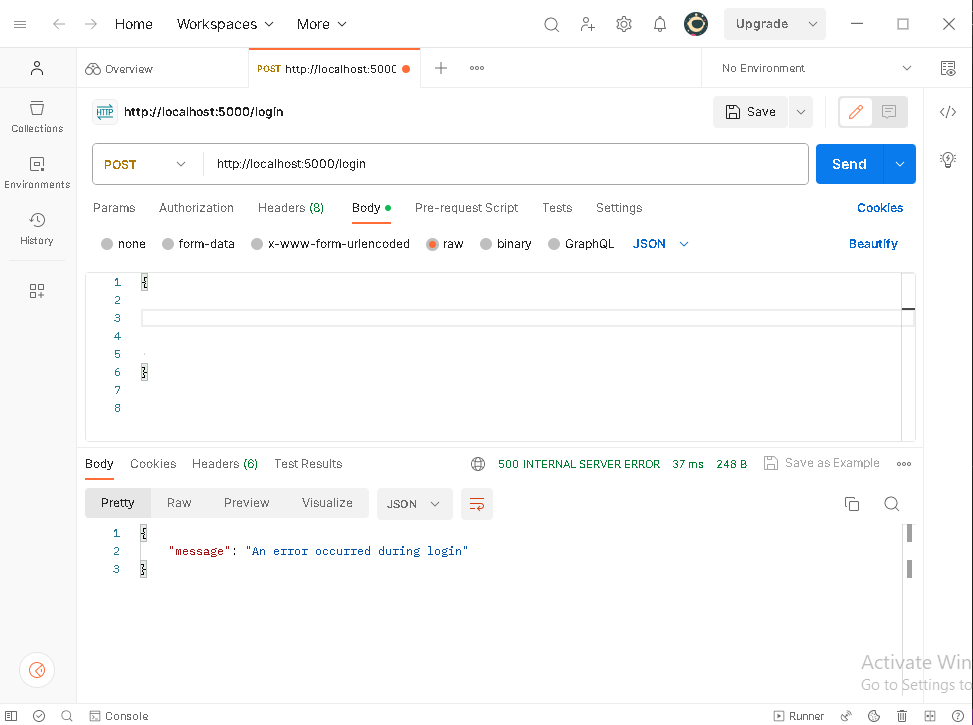 Home Workspaces More Upgrade
Overview POST http://localhost:5000 No Environment
HTTP http://localhost:5000/login Save
POST http://localhost:5000/login Send
Params Authorization Headers (8) Body Pre-request Script Tests Settings Cookies
none form-data x-www-form-urlencoded raw binary GraphQL JSON Beautify
Collections
Environments
History
1 {
2
3
4
5
6 }
7
8
Body Cookies Headers (6) Test Results 500 INTERNAL SERVER ERROR 37 ms 248 B Save as Example
Pretty Raw Preview Visualize JSON
1 {
2 "message": "An error occurred during login"
3 }
Activate Win
Go to Settings to
Console Runner